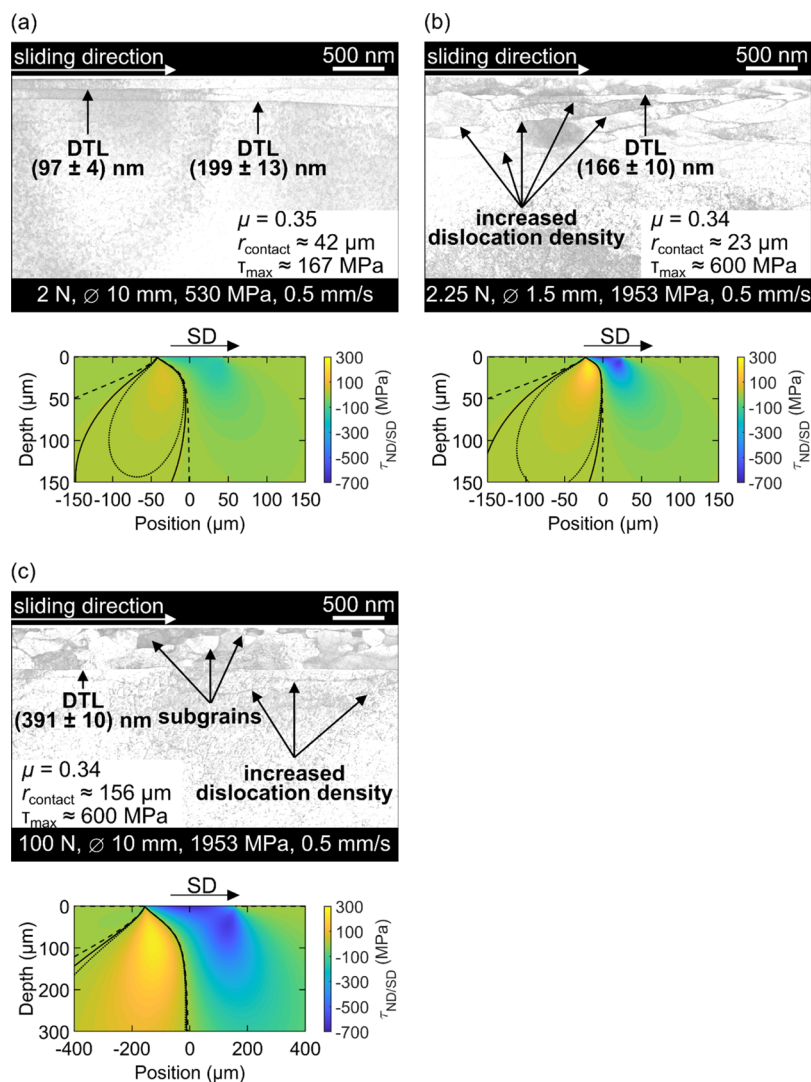 (a)
sliding direction 500 nm
DTL
(97 ± 4) nm
DTL
(199 ± 13) nm
μ = 0.35
r_contact ≈ 42 μm
τ_max ≈ 167 MPa
2 N, ⌀ 10 mm, 530 MPa, 0.5 mm/s
SD
0
50
100
150
Depth (μm)
-150 -100 -50 0 50 100 150
Position (μm)
300
100
-100
-300
-500
-700
τ_ND/SD (MPa)
(b)
sliding direction 500 nm
DTL
(166 ± 10) nm
increased
dislocation density
μ = 0.34
r_contact ≈ 23 μm
τ_max ≈ 600 MPa
2.25 N, ⌀ 1.5 mm, 1953 MPa, 0.5 mm/s
SD
0
50
100
150
Depth (μm)
-150 -100 -50 0 50 100 150
Position (μm)
300
100
-100
-300
-500
-700
τ_ND/SD (MPa)
(c)
sliding direction 500 nm
DTL
(391 ± 10) nm
subgrains
increased
dislocation density
μ = 0.34
r_contact ≈ 156 μm
τ_max ≈ 600 MPa
100 N, ⌀ 10 mm, 1953 MPa, 0.5 mm/s
SD
0
100
200
300
Depth (μm)
-400 -200 0 200 400
Position (μm)
300
100
-100
-300
-500
-700
τ_ND/SD (MPa)